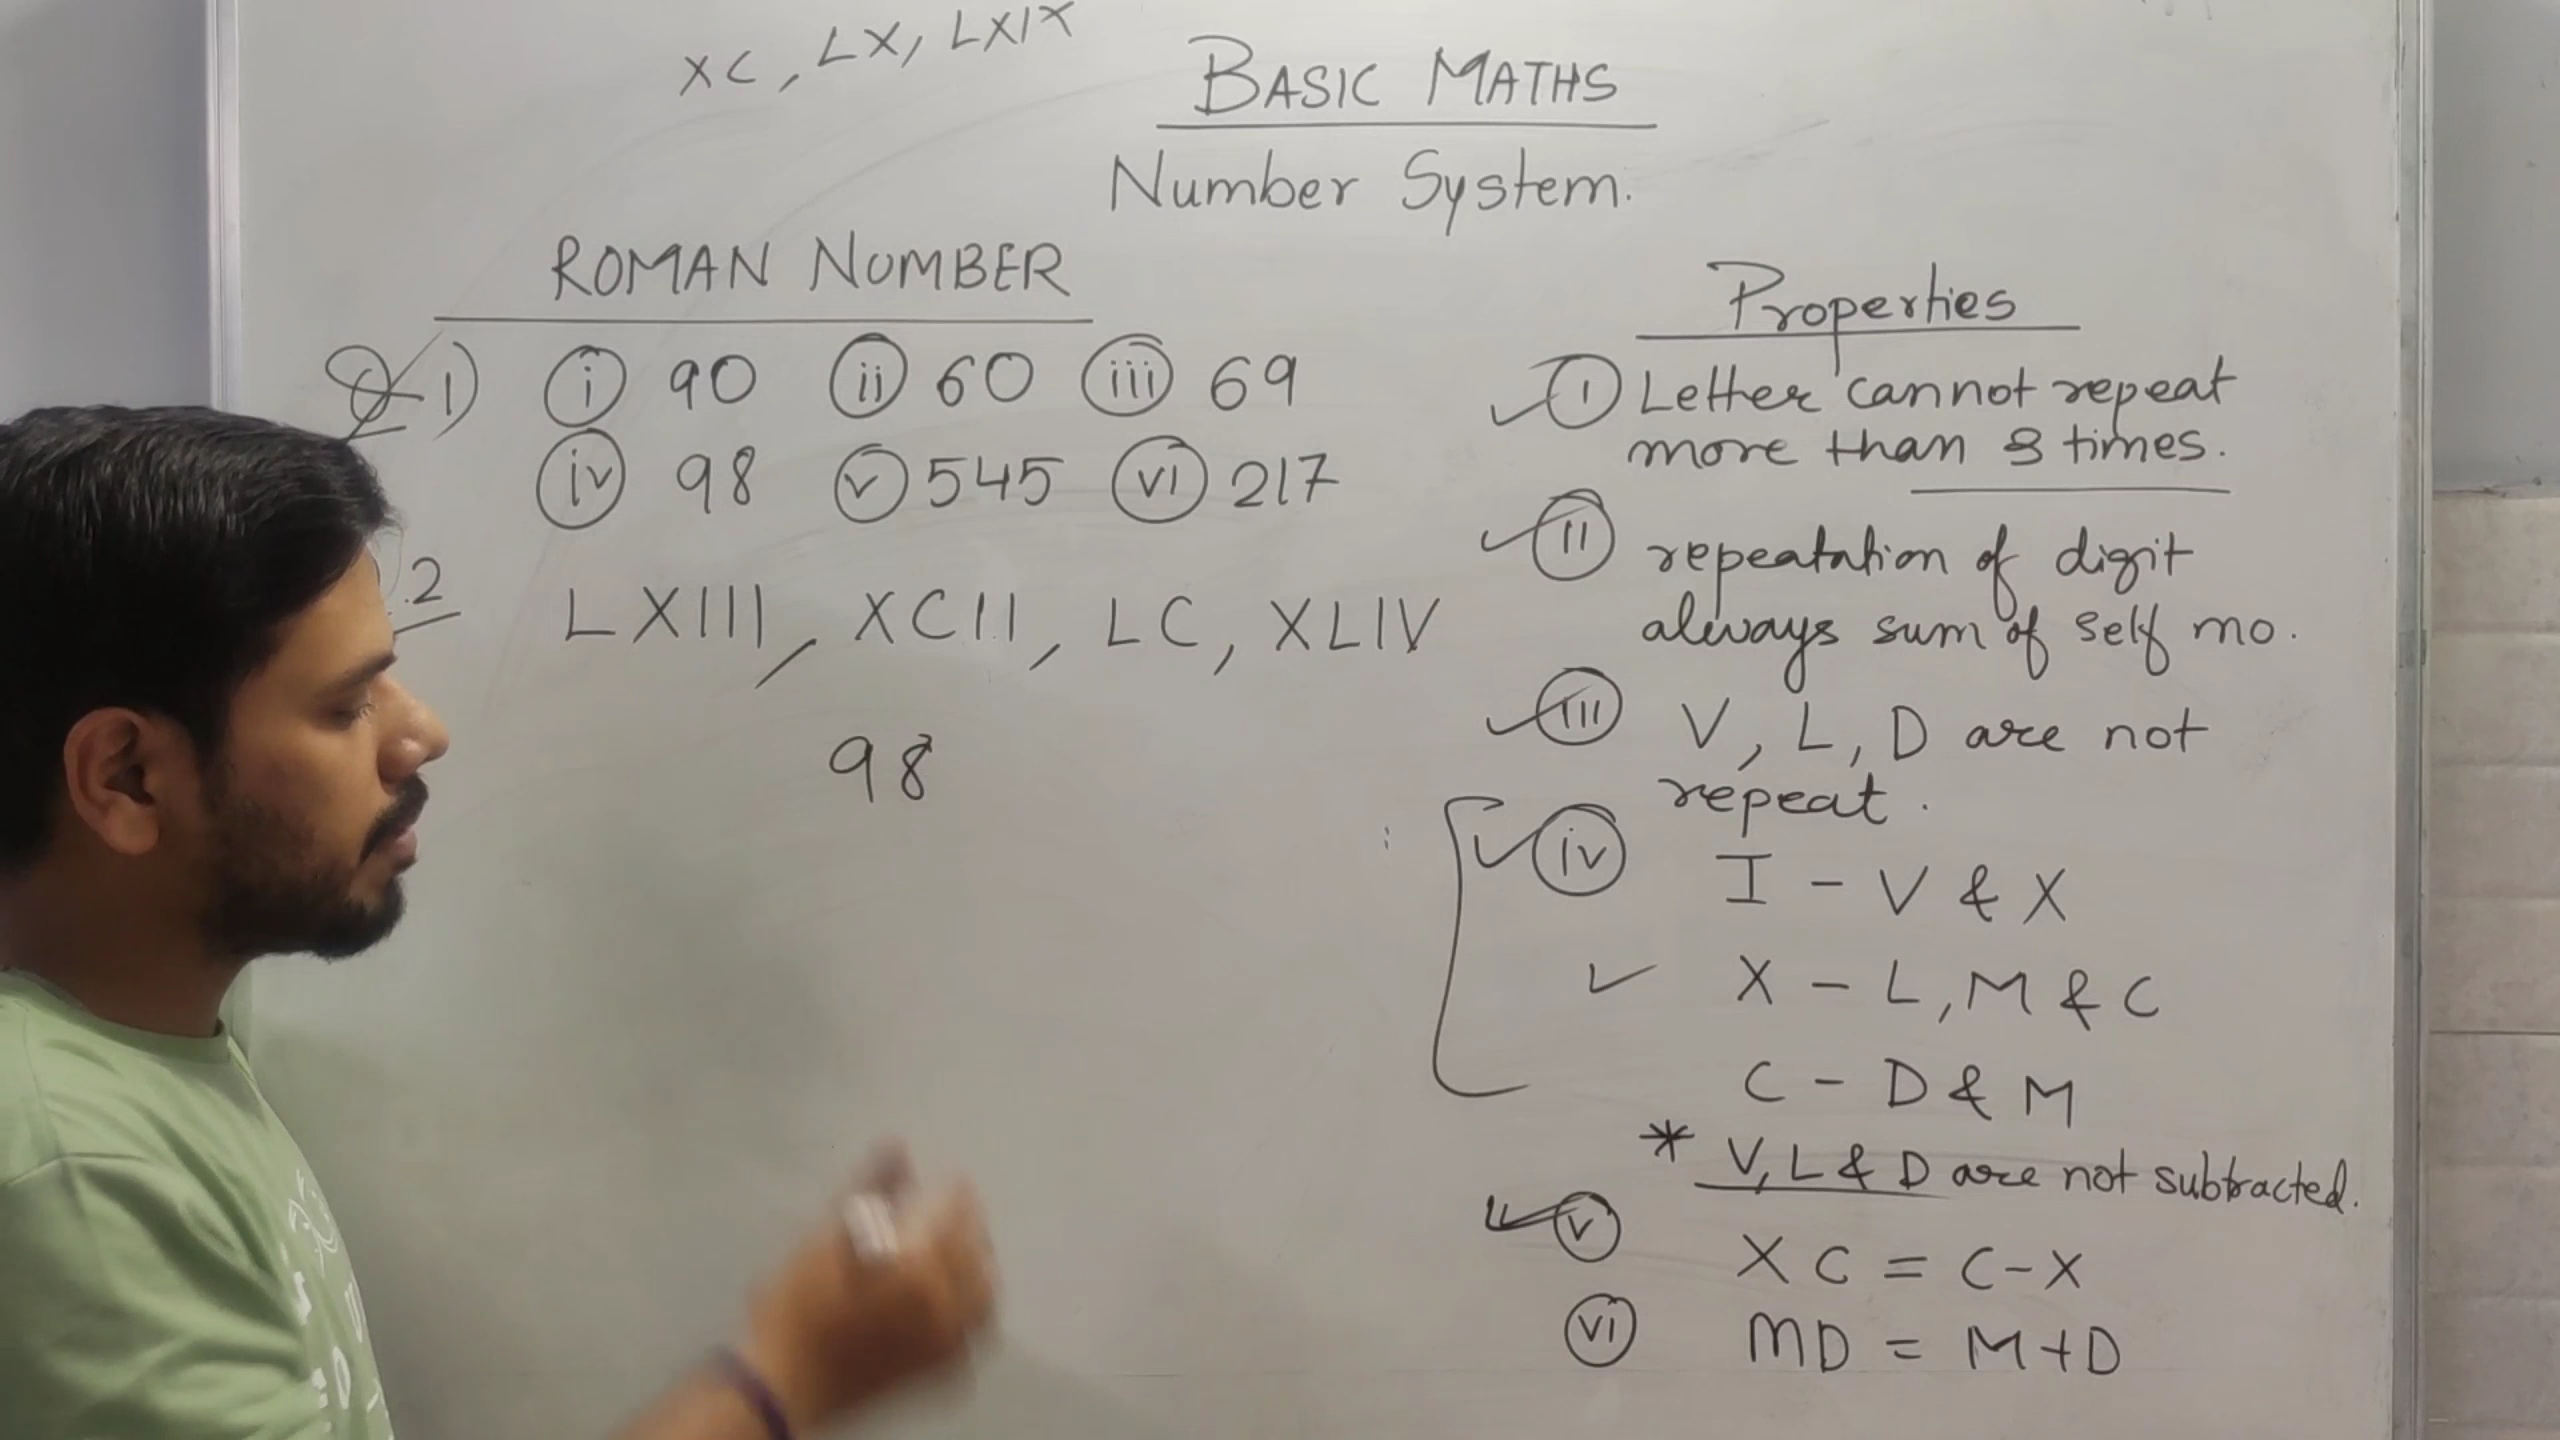 XC, LX, LXIX
BASIC MATHS
Number System.
ROMAN NUMBER
Q 1) i 90 ii 60 iii 69
iv 98 v 545 vi 217
.2 LXIII, XCII, LC, XLIV
98
Properties
I Letter cannot repeat
more than 3 times.
II repeatation of digit
always sum of self mo.
III V, L, D are not
repeat.
iv I - V & X
X - L, M & C
C - D & M
* V, L & D are not subtracted.
v XC = C-X
vi MD = M+D